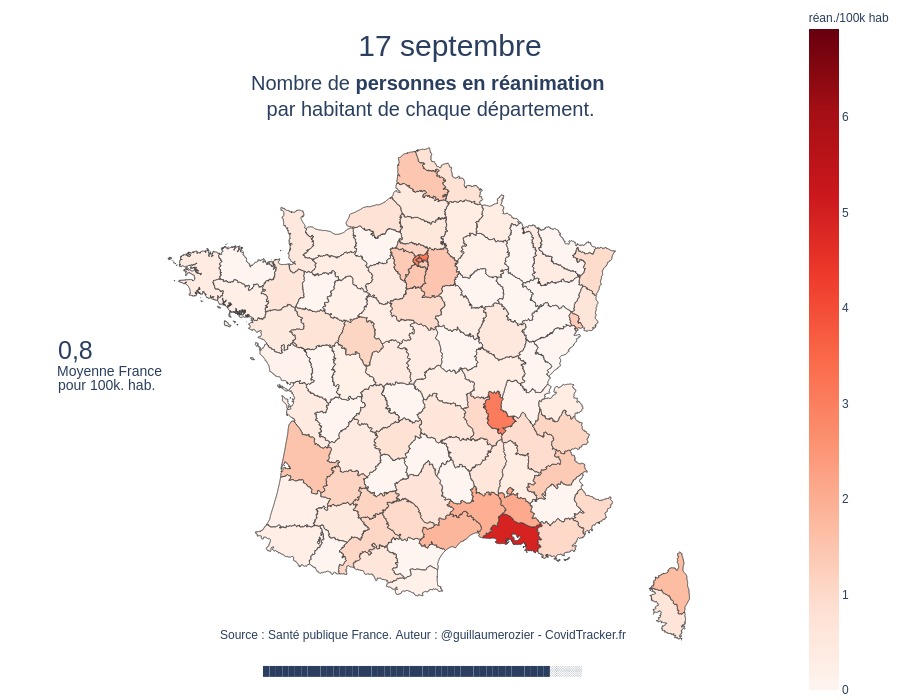 réan./100k hab
17 septembre
Nombre de personnes en réanimation
par habitant de chaque département.
6
5
4
3
2
1
0
0,8
Moyenne France
pour 100k. hab.
Source : Santé publique France. Auteur : @guillaumerozier - CovidTracker.fr